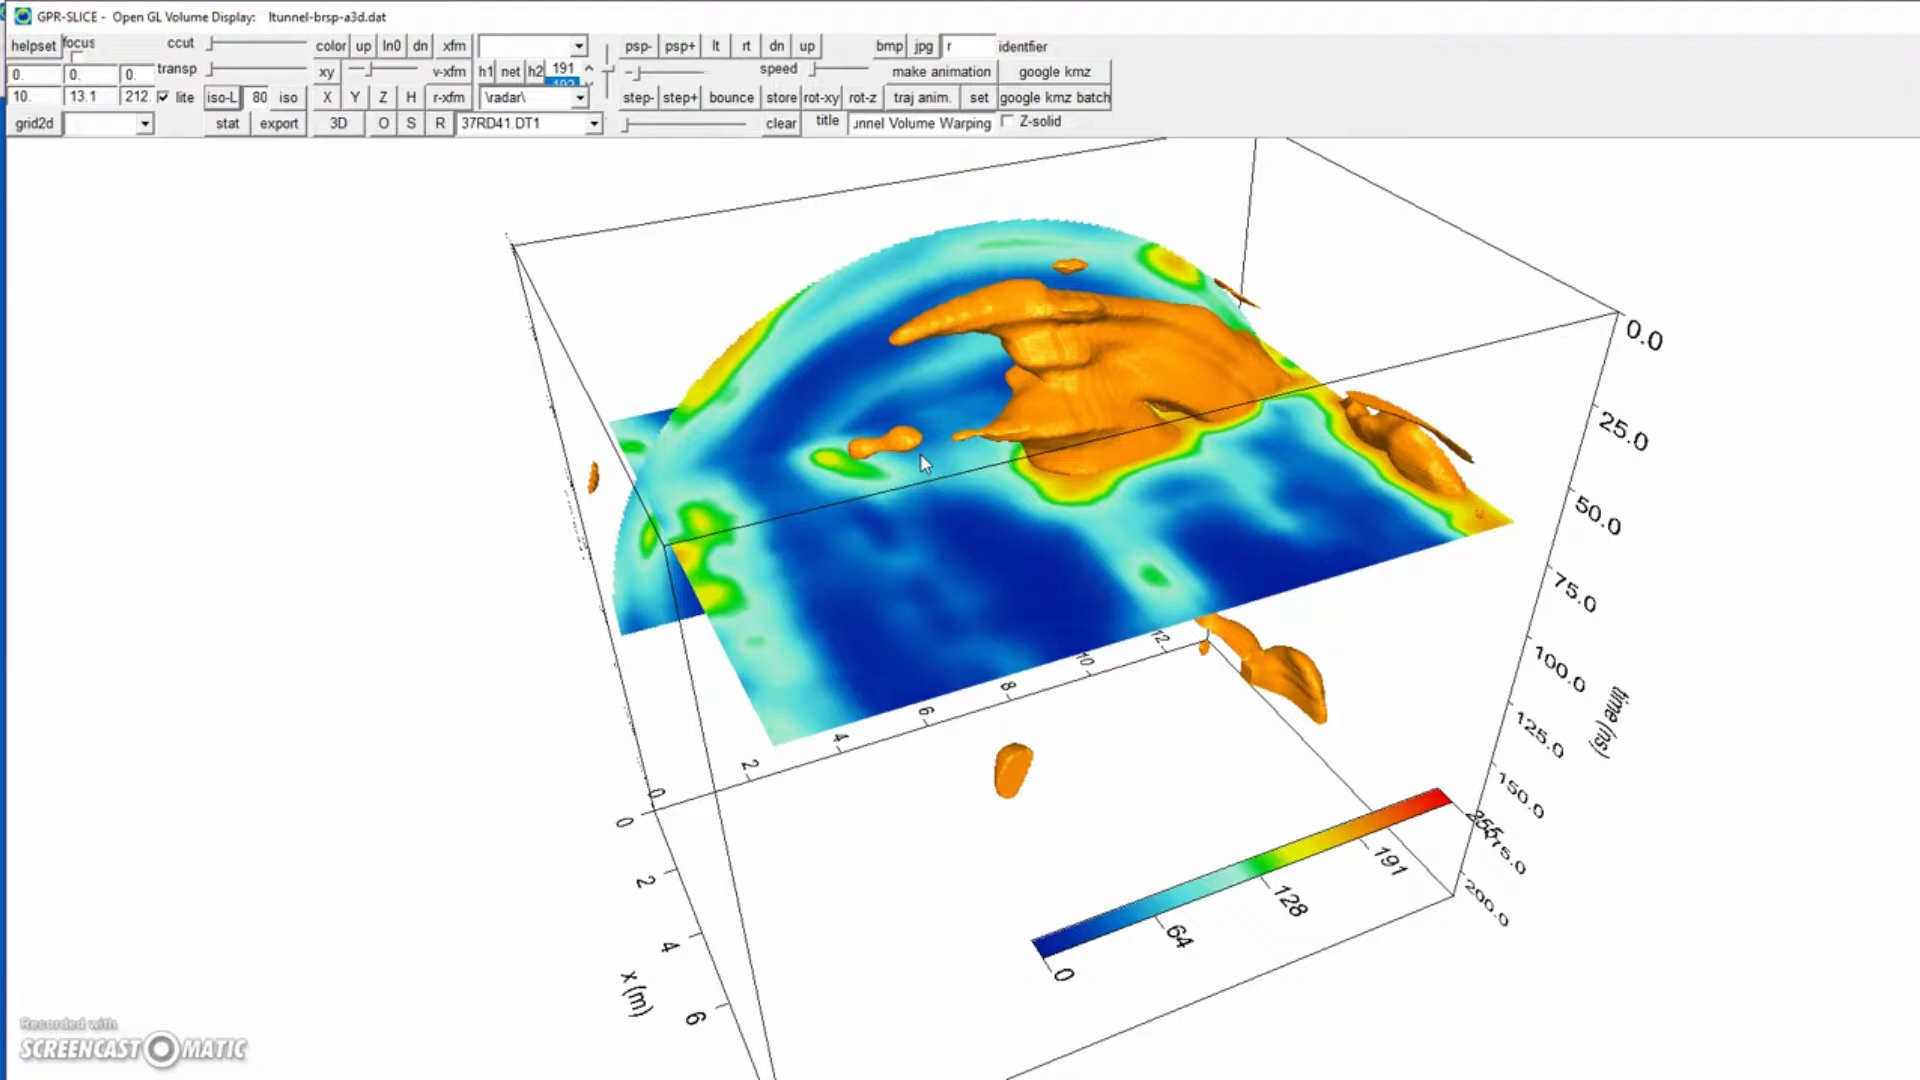 GPR-SLICE - Open GL Volume Display: ltunnel-brsp-a3d.dat
helpset focus ccut color up ln0 dn xfm psp- psp+ lt rt dn up bmp jpg r identfier
0. 0. 0. transp xy v-xfm h1 net h2 191 speed make animation google kmz
10. 13.1 212. lite iso-L 80 iso X Y Z H r-xfm \radar\ step- step+ bounce store rot-xy rot-z traj anim. set google kmz batch
grid2d stat export 3D O S R 37RD41.DT1 clear title unnel Volume Warping Z-solid
0.0
25.0
50.0
75.0
100.0
125.0
150.0
200.0
time (ns)
0
2
4
6
8
10
12
0
2
4
6
x (m)
0
64
128
191
255
Recorded with
SCREENCAST MATIC